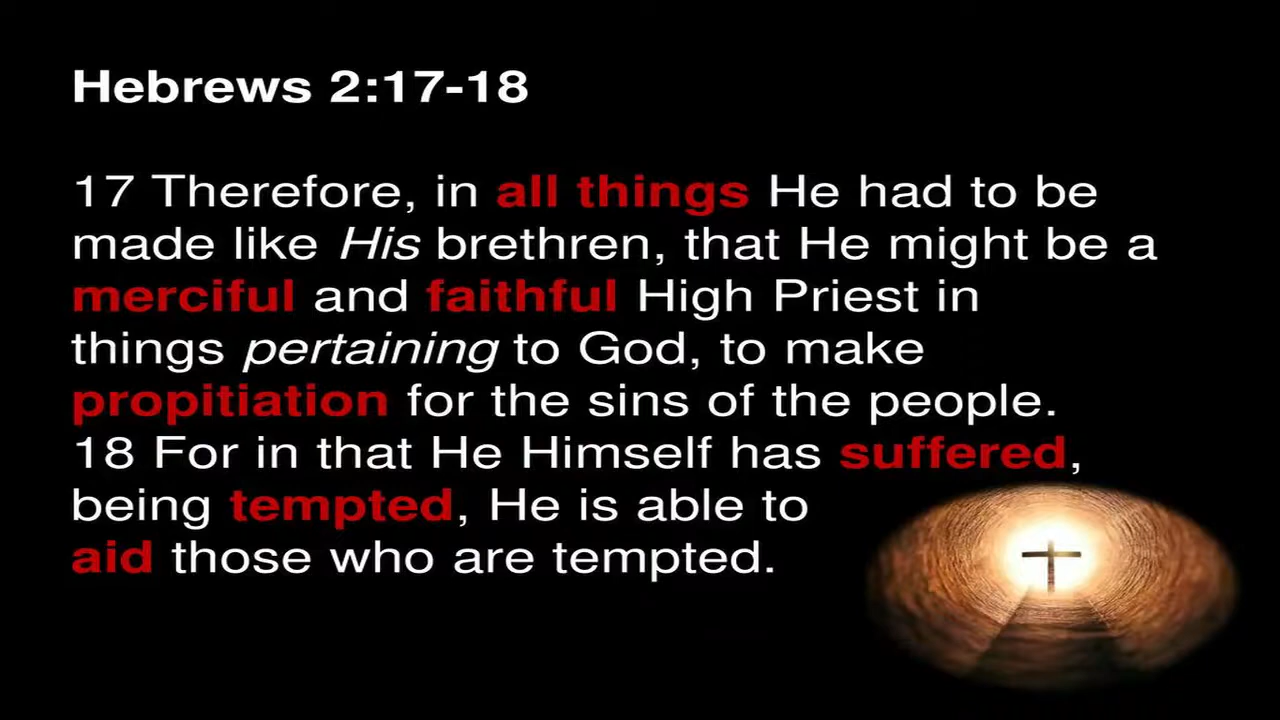 Hebrews 2:17-18
17 Therefore, in all things He had to be
made like His brethren, that He might be a
merciful and faithful High Priest in
things pertaining to God, to make
propitiation for the sins of the people.
18 For in that He Himself has suffered,
being tempted, He is able to
aid those who are tempted.